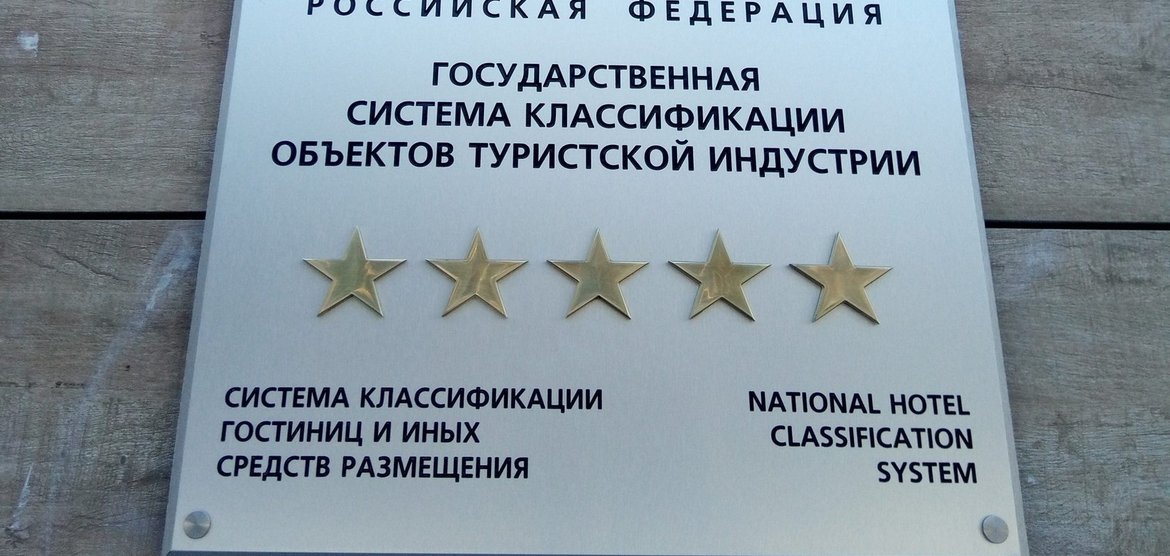 РОССИЙСКАЯ ФЕДЕРАЦИЯ
ГОСУДАРСТВЕННАЯ
СИСТЕМА КЛАССИФИКАЦИИ
ОБЪЕКТОВ ТУРИСТСКОЙ ИНДУСТРИИ
СИСТЕМА КЛАССИФИКАЦИИ
ГОСТИНИЦ И ИНЫХ
СРЕДСТВ РАЗМЕЩЕНИЯ
NATIONAL HOTEL
CLASSIFICATION
SYSTEM